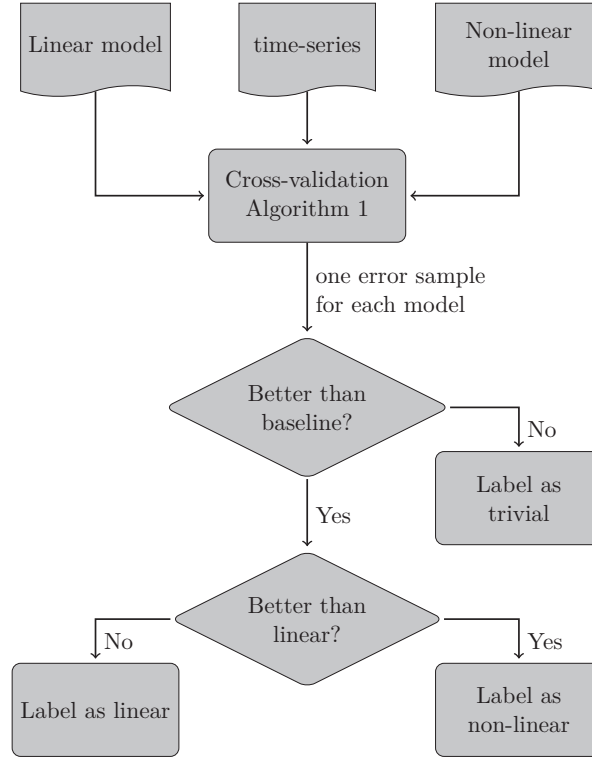 Linear model
time-series
Non-linear
model
Cross-validation
Algorithm 1
one error sample
for each model
Better than
baseline?
No
Label as
trivial
Yes
Better than
linear?
No
Yes
Label as linear
Label as
non-linear